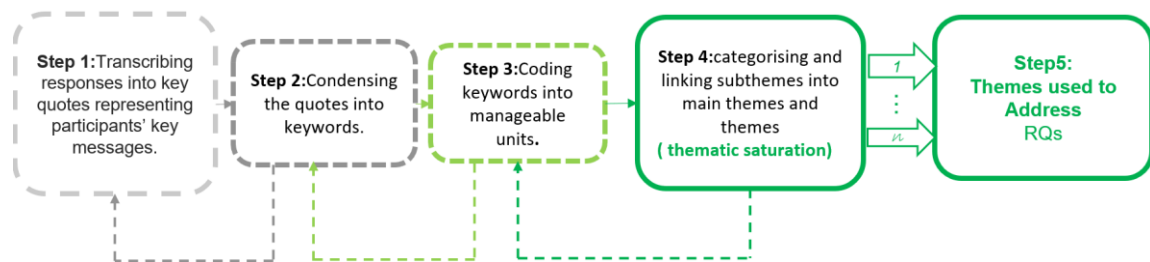 Step 1:Transcribing
responses into key
quotes representing
participants' key
messages.
Step 2:Condensing
the quotes into
keywords.
Step 3:Coding
keywords into
manageable
units.
Step 4:categorising and
linking subthemes into
main themes and
themes
( thematic saturation)
1
⋮
n
Step5:
Themes used to
Address
RQs